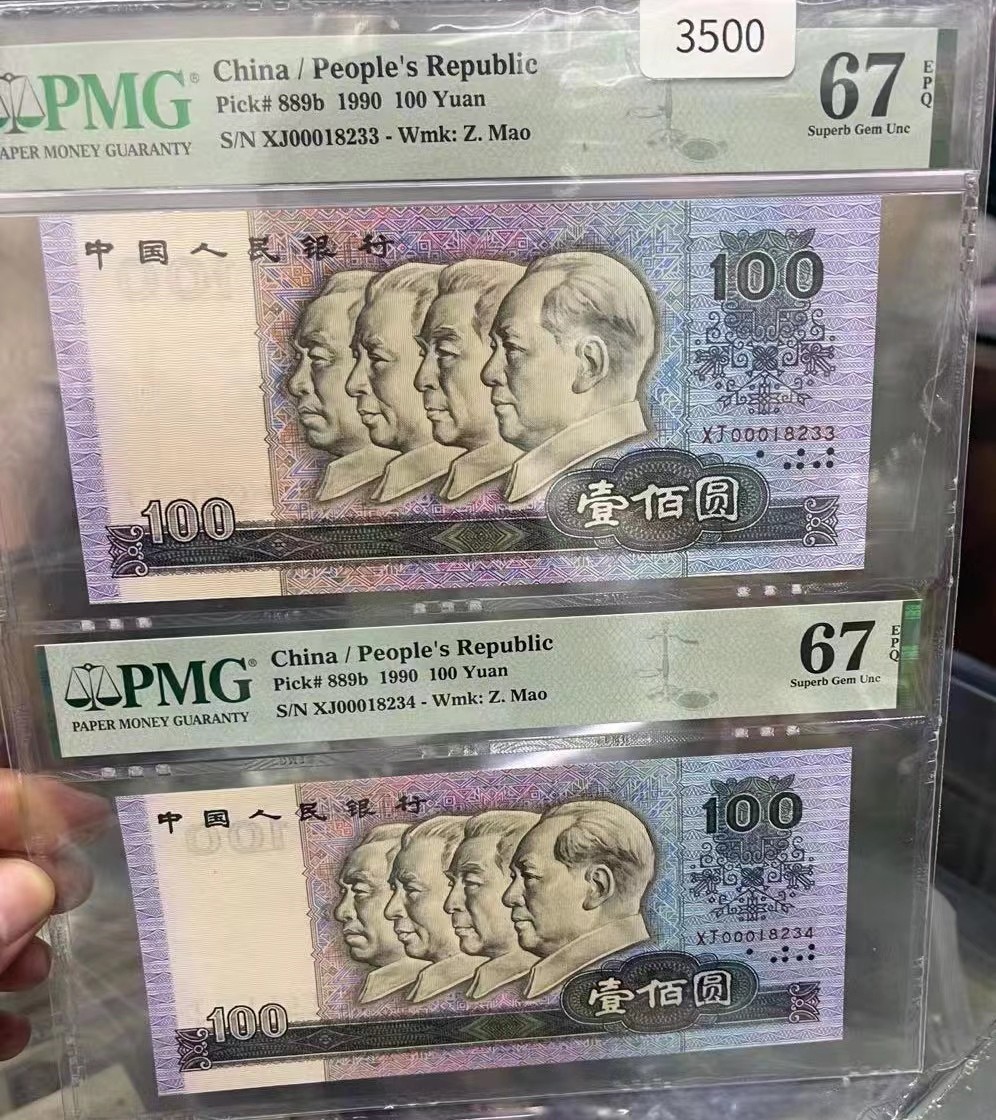 3500
PMG®
PAPER MONEY GUARANTY
China / People's Republic
Pick# 889b 1990 100 Yuan
S/N XJ00018233 - Wmk: Z. Mao
67
EPQ
Superb Gem Unc
中国人民银行
100
XJ00018233
100
壹佰圆
PMG®
PAPER MONEY GUARANTY
China / People's Republic
Pick# 889b 1990 100 Yuan
S/N XJ00018234 - Wmk: Z. Mao
67
EPQ
Superb Gem Unc
中国人民银行
100
XJ00018234
100
壹佰圆